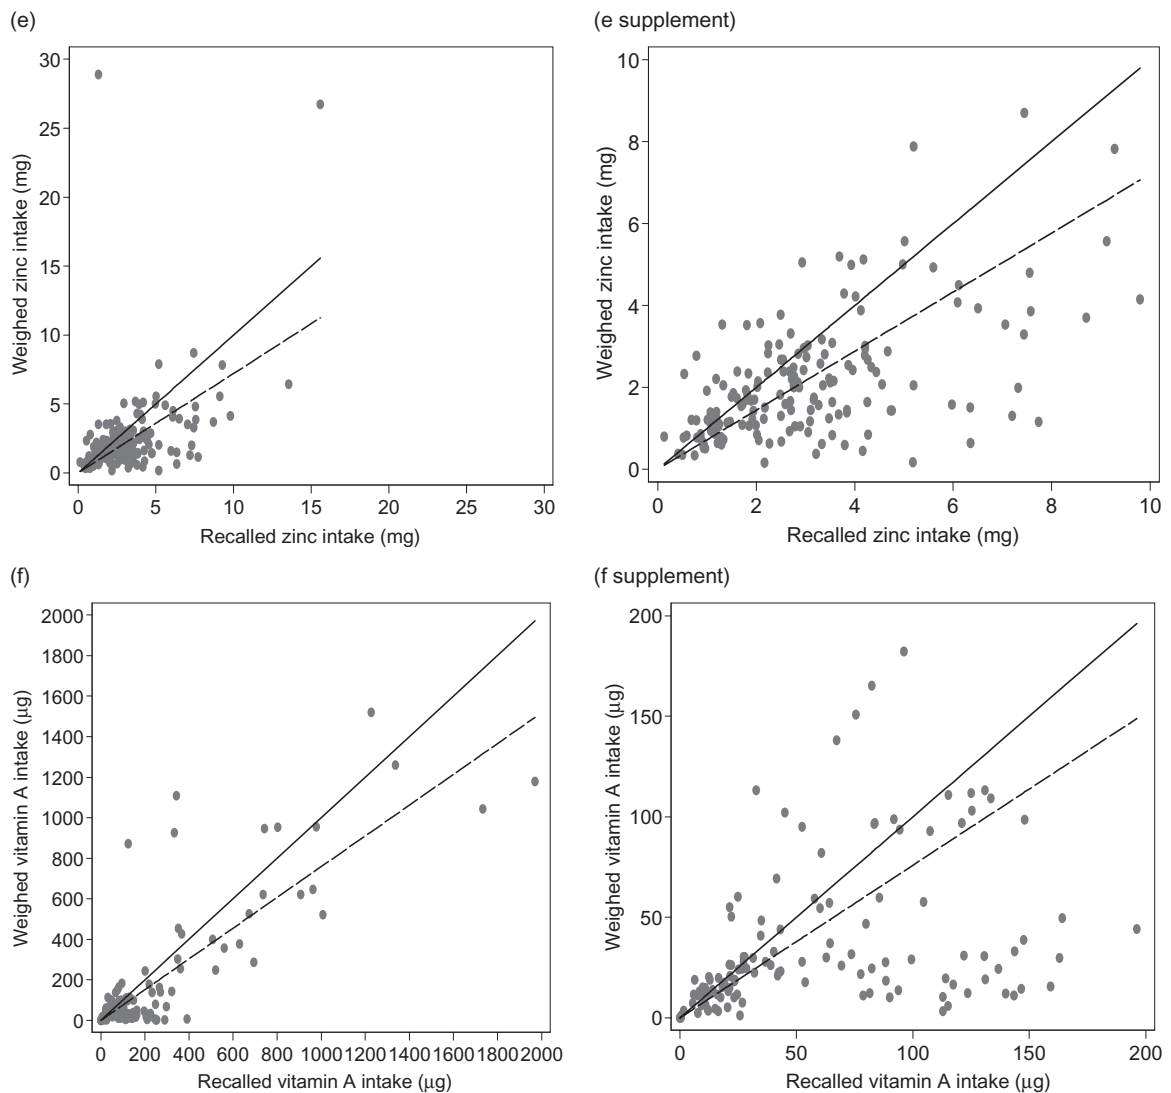 (e)
30
25
20
15
10
5
0
Weighed zinc intake (mg)
0 5 10 15 20 25 30
Recalled zinc intake (mg)
(e supplement)
10
8
6
4
2
0
Weighed zinc intake (mg)
0 2 4 6 8 10
Recalled zinc intake (mg)
(f)
2000
1800
1600
1400
1200
1000
800
600
400
200
0
Weighed vitamin A intake (μg)
0 200 400 600 800 1000 1200 1400 1600 1800 2000
Recalled vitamin A intake (μg)
(f supplement)
200
150
100
50
0
Weighed vitamin A intake (μg)
0 50 100 150 200
Recalled vitamin A intake (μg)